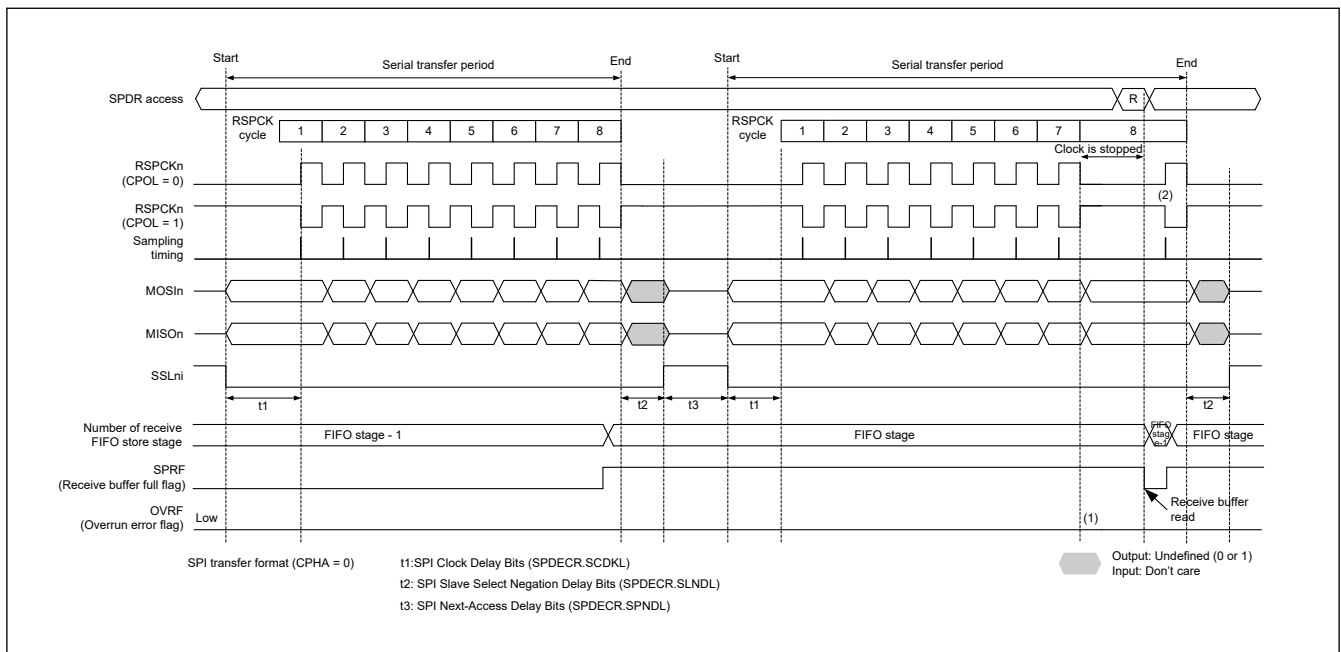 Start
Serial transfer period
End
Start
Serial transfer period
End
SPDR access
R
RSPCK
cycle
1 2 3 4 5 6 7 8
RSPCK
cycle
1 2 3 4 5 6 7 8
Clock is stopped
RSPCKn
(CPOL = 0)
(2)
RSPCKn
(CPOL = 1)
Sampling
timing
MOSIn
MISOn
SSLni
t1
t2
t3
t1
t2
Number of receive
FIFO store stage
FIFO stage - 1
FIFO stage
FIFO
stag
e-1
FIFO stage
SPRF
(Receive buffer full flag)
Receive buffer
read
OVRF
(Overrun error flag)
Low
(1)
SPI transfer format (CPHA = 0)
t1:SPI Clock Delay Bits (SPDECR.SCDKL)
t2: SPI Slave Select Negation Delay Bits (SPDECR.SLNDL)
t3: SPI Next-Access Delay Bits (SPDECR.SPNDL)
Output: Undefined (0 or 1)
Input: Don't care